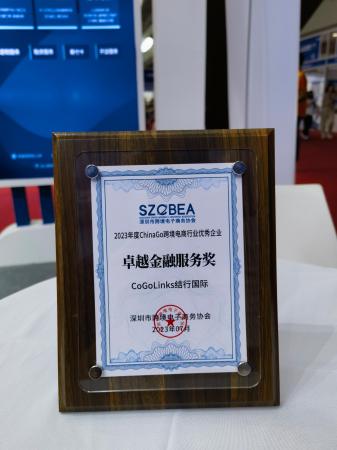 SZCBEA
深圳市跨境电子商务协会
2023年度ChinaGo跨境电商行业优秀企业
卓越金融服务奖
CoGoLinks结行国际
深圳市跨境电子商务协会
2023年07月